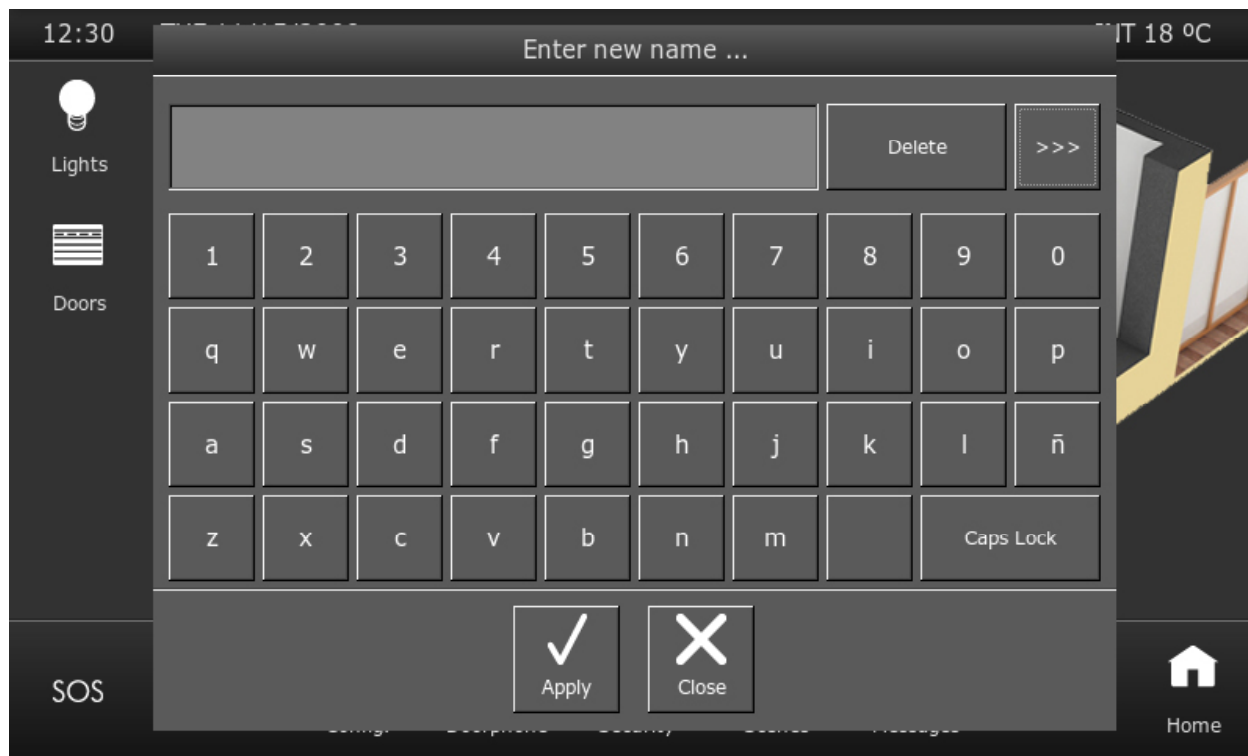 12:30
Enter new name ...
18 ºC
Lights
Delete
>>>
1 2 3 4 5 6 7 8 9 0
Doors
q w e r t y u i o p
a s d f g h j k l ñ
z x c v b n m
Caps Lock
SOS
Apply
Close
Home